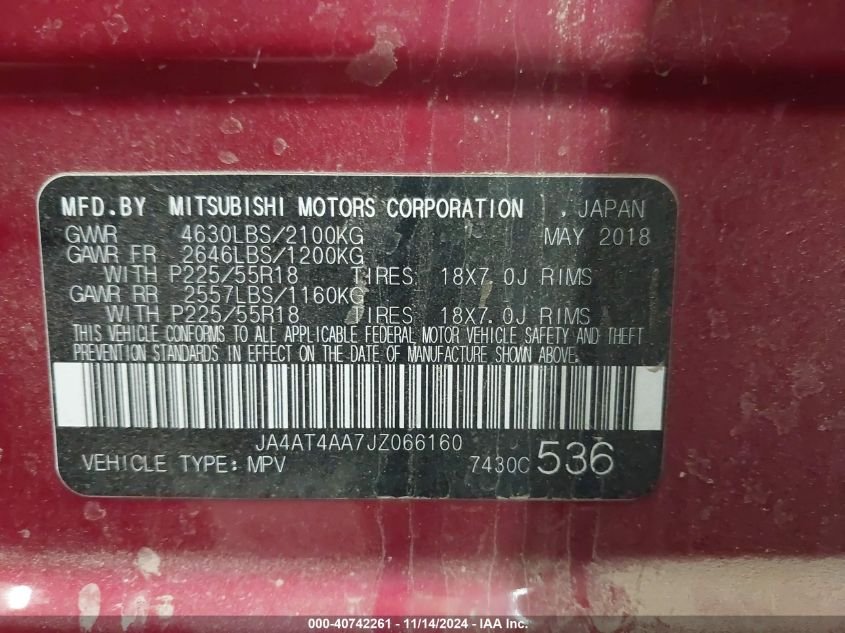 MFD.BY MITSUBISHI MOTORS CORPORATION , JAPAN
GVWR 4630LBS/2100KG MAY 2018
GAWR FR 2646LBS/1200KG
WITH P225/55R18 TIRES 18X7.0J RIMS
GAWR RR 2557LBS/1160KG
WITH P225/55R18 TIRES 18X7.0J RIMS
THIS VEHICLE CONFORMS TO ALL APPLICABLE FEDERAL MOTOR VEHICLE SAFETY AND THEFT
PREVENTION STANDARDS IN EFFECT ON THE DATE OF MANUFACTURE SHOWN ABOVE.
JA4AT4AA7JZ066160
VEHICLE TYPE: MPV 7430C 536
000-40742261 - 11/14/2024 - IAA, Inc.